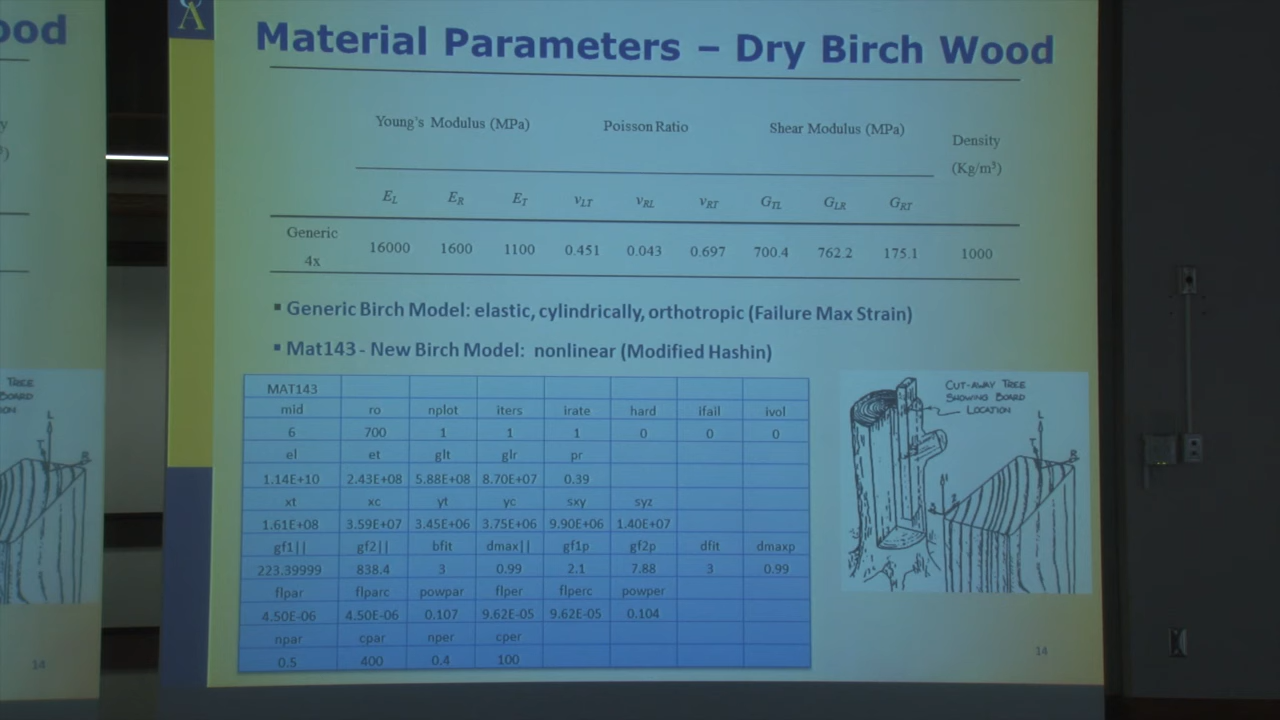 Material Parameters – Dry Birch Wood
Young's Modulus (MPa) Poisson Ratio Shear Modulus (MPa) Density
(Kg/m³)
E_L E_R E_T ν_LT ν_RL ν_RT G_TL G_LR G_RT
Generic
4x 16000 1600 1100 0.451 0.043 0.697 700.4 762.2 175.1 1000
▪ Generic Birch Model: elastic, cylindrically, orthotropic (Failure Max Strain)
▪ Mat143 - New Birch Model: nonlinear (Modified Hashin)
MAT143
mid ro nplot iters irate hard ifail ivol
6 700 1 1 1 0 0 0
el et glt glr pr
1.14E+10 2.43E+08 5.88E+08 8.70E+07 0.39
xt xc yt yc sxy syz
1.61E+08 3.59E+07 3.45E+06 3.75E+06 9.90E+06 1.40E+07
gf1|| gf2|| bfit dmax|| gf1p gf2p dfit dmaxp
223.39999 838.4 3 0.99 2.1 7.88 3 0.99
flpar flparc powpar flper flperc powper
4.50E-06 4.50E-06 0.107 9.62E-05 9.62E-05 0.104
npar cpar nper cper
0.5 400 0.4 100
CUT-AWAY TREE
SHOWING BOARD
LOCATION
L
T
R
14
ood
y
³)
TREE
BOARD
ION
L
T
R
14